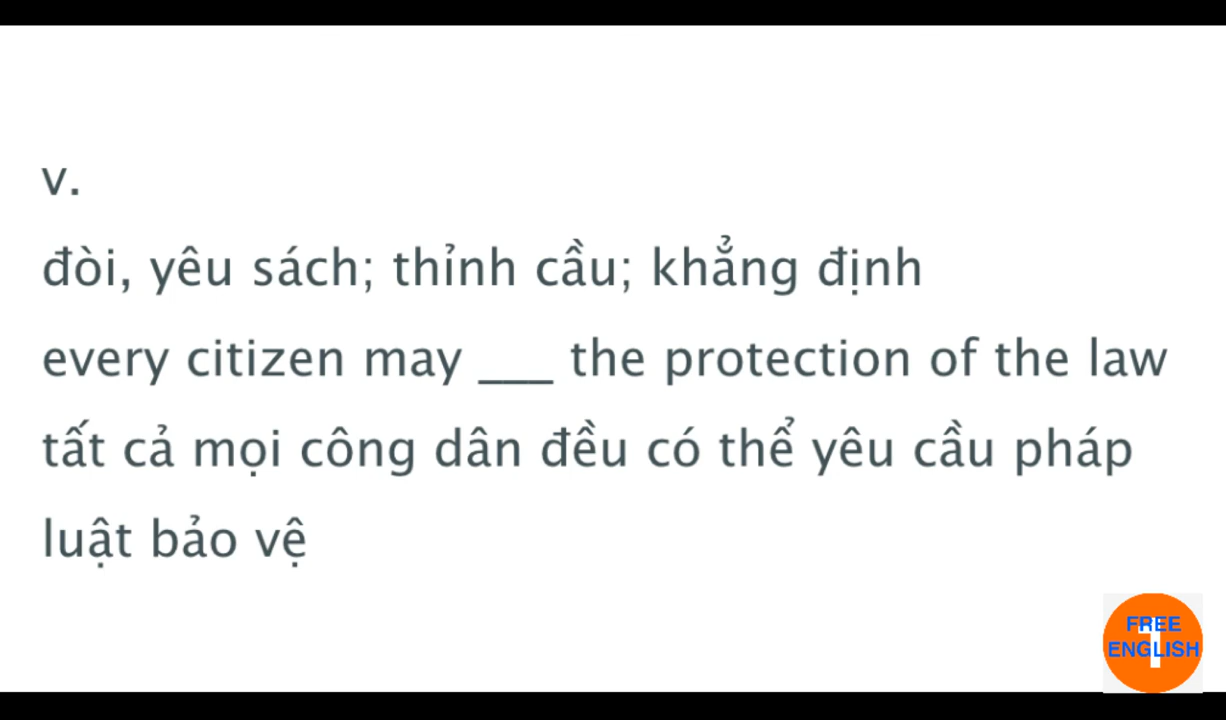 v.
đòi, yêu sách; thỉnh cầu; khẳng định
every citizen may ___ the protection of the law
tất cả mọi công dân đều có thể yêu cầu pháp
luật bảo vệ
FREE
1
ENGLISH